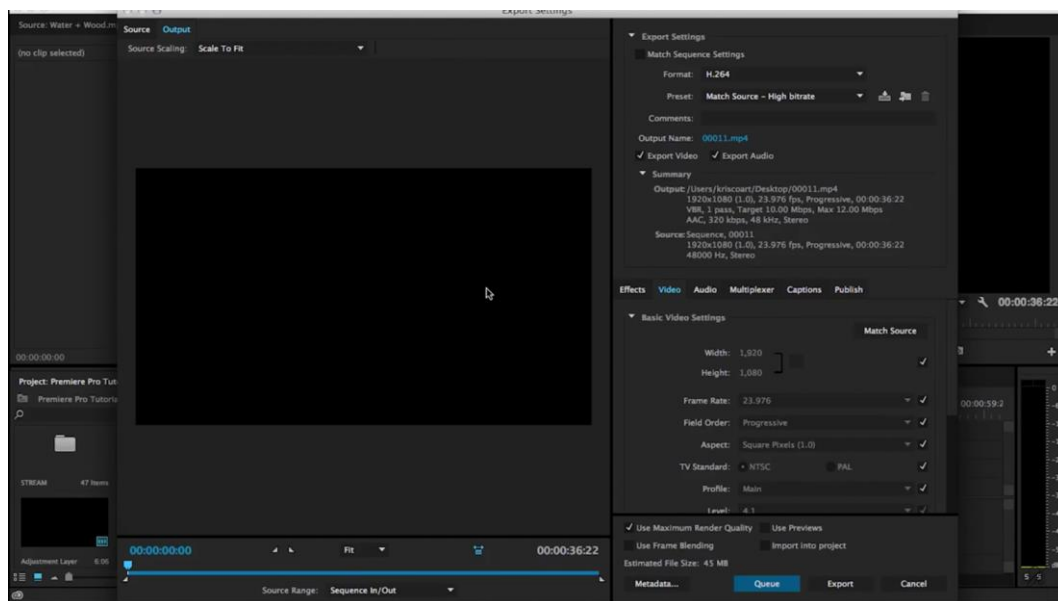 Export Settings
Source: Water + Wood.m
(no clip selected)
00:00:00:00
Project: Premiere Pro Tut
Premiere Pro Tutoria
STREAM 47 Items
Adjustment Layer 6:06
Source Output
Source Scaling: Scale To Fit
00:00:00:00 Fit 00:00:36:22
Source Range: Sequence In/Out
Export Settings
Match Sequence Settings
Format: H.264
Preset: Match Source – High bitrate
Comments:
Output Name: 00011.mp4
Export Video Export Audio
Summary
Output: /Users/kriscoart/Desktop/00011.mp4
1920x1080 (1.0), 23.976 fps, Progressive, 00:00:36:22
VBR, 1 pass, Target 10.00 Mbps, Max 12.00 Mbps
AAC, 320 kbps, 48 kHz, Stereo
Source: Sequence, 00011
1920x1080 (1.0), 23.976 fps, Progressive, 00:00:36:22
48000 Hz, Stereo
Effects Video Audio Multiplexer Captions Publish
Basic Video Settings
Match Source
Width: 1,920
Height: 1,080
Frame Rate: 23.976
Field Order: Progressive
Aspect: Square Pixels (1.0)
TV Standard: NTSC PAL
Profile: Main
Level: 4.1
Use Maximum Render Quality Use Previews
Use Frame Blending Import into project
Estimated File Size: 45 MB
Metadata... Queue Export Cancel
00:00:36:22
00:00:59:2
S S